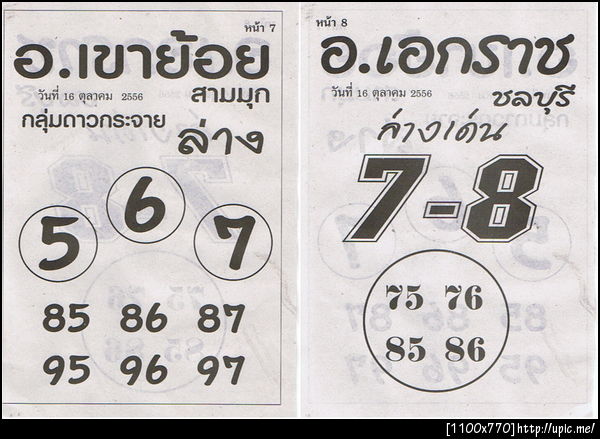 หน้า 7
อ.เขาย้อย
วันที่ 16 ตุลาคม 2556
สามมุก
กลุ่มดาวกระจาย
ล่าง
5 6 7
85 86 87
95 96 97
หน้า 8
อ.เอกราช
วันที่ 16 ตุลาคม 2556
ชลบุรี
ล่างเด่น
7-8
75 76
85 86
[1100x770]http://upic.me/